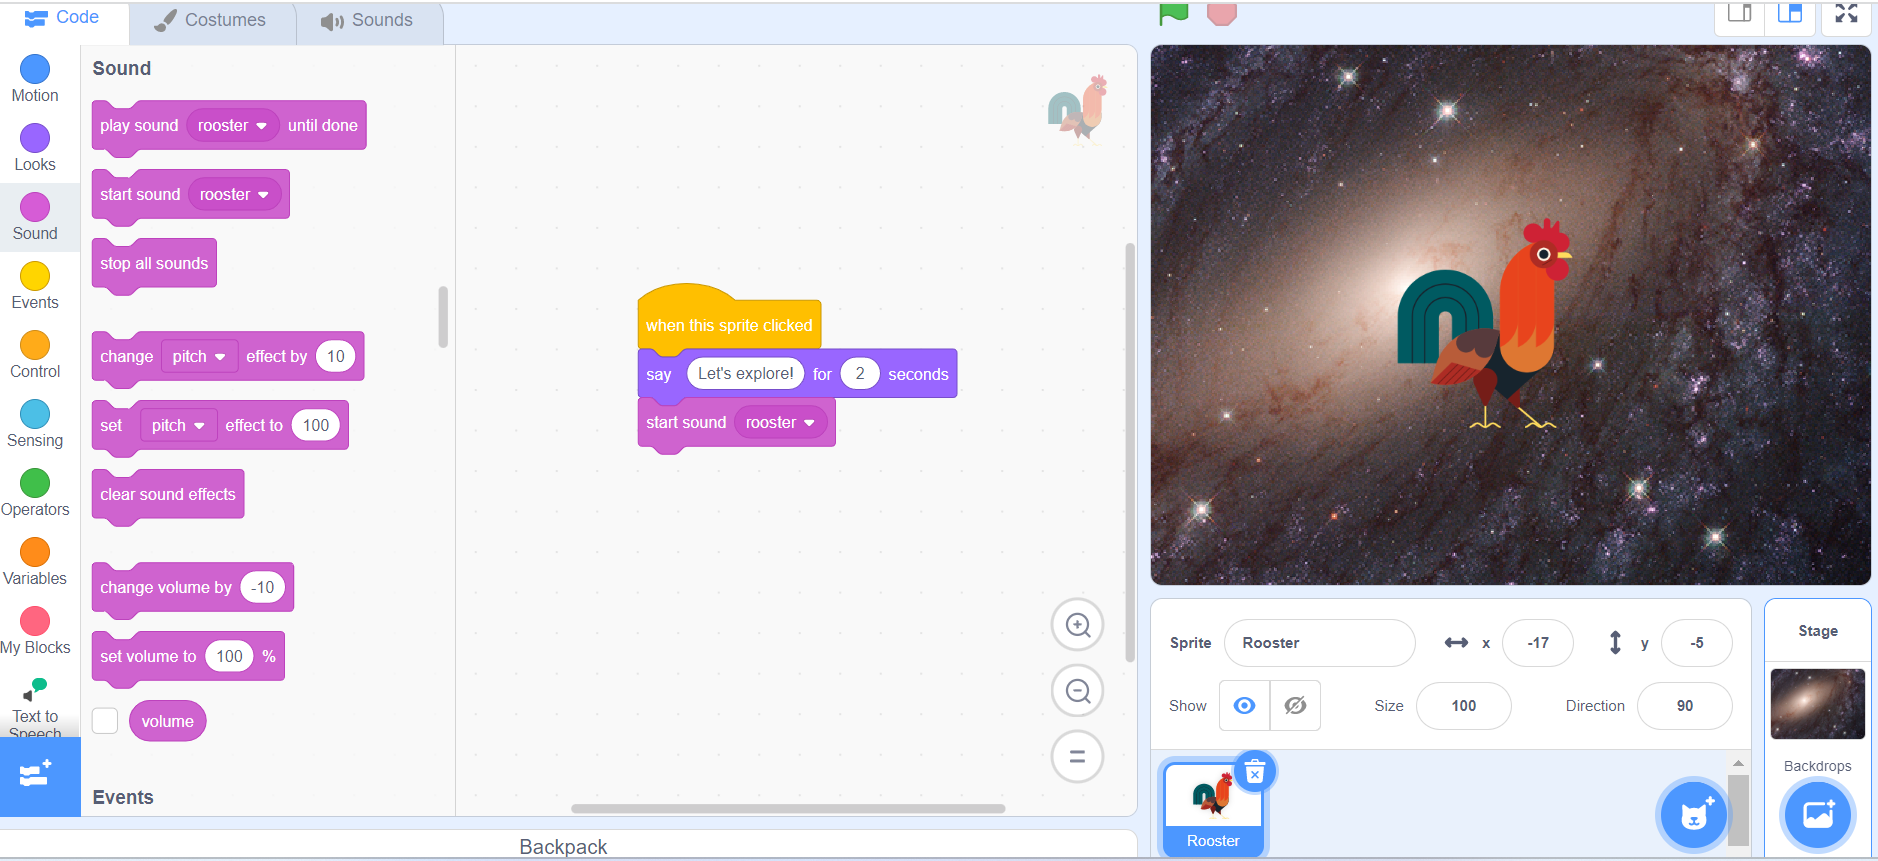 Code
Costumes
Sounds
Motion
Looks
Sound
Events
Control
Sensing
Operators
Variables
My Blocks
Text to
Speech
Sound
play sound rooster until done
start sound rooster
stop all sounds
change pitch effect by 10
set pitch effect to 100
clear sound effects
change volume by -10
set volume to 100 %
volume
Events
when this sprite clicked
say Let's explore! for 2 seconds
start sound rooster
Backpack
Sprite Rooster x -17 y -5
Show Size 100 Direction 90
Rooster
Stage
Backdrops